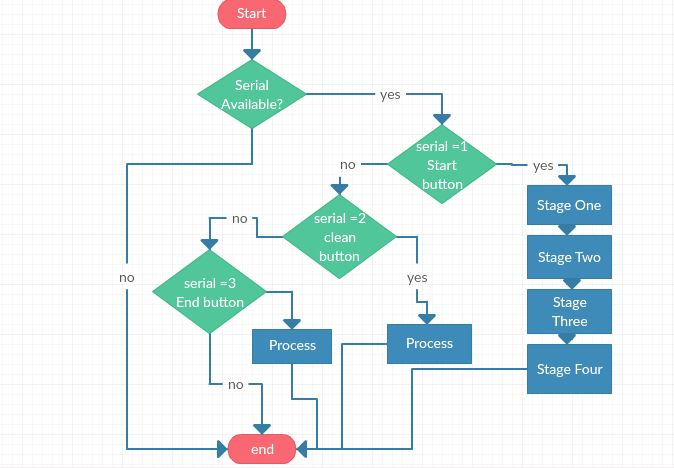 Start
Serial
Available?
yes
serial =1
Start
button
no
yes
serial =2
clean
button
no
Stage One
Stage Two
yes
no
serial =3
End button
Stage
Three
Process
Process
Stage Four
no
end